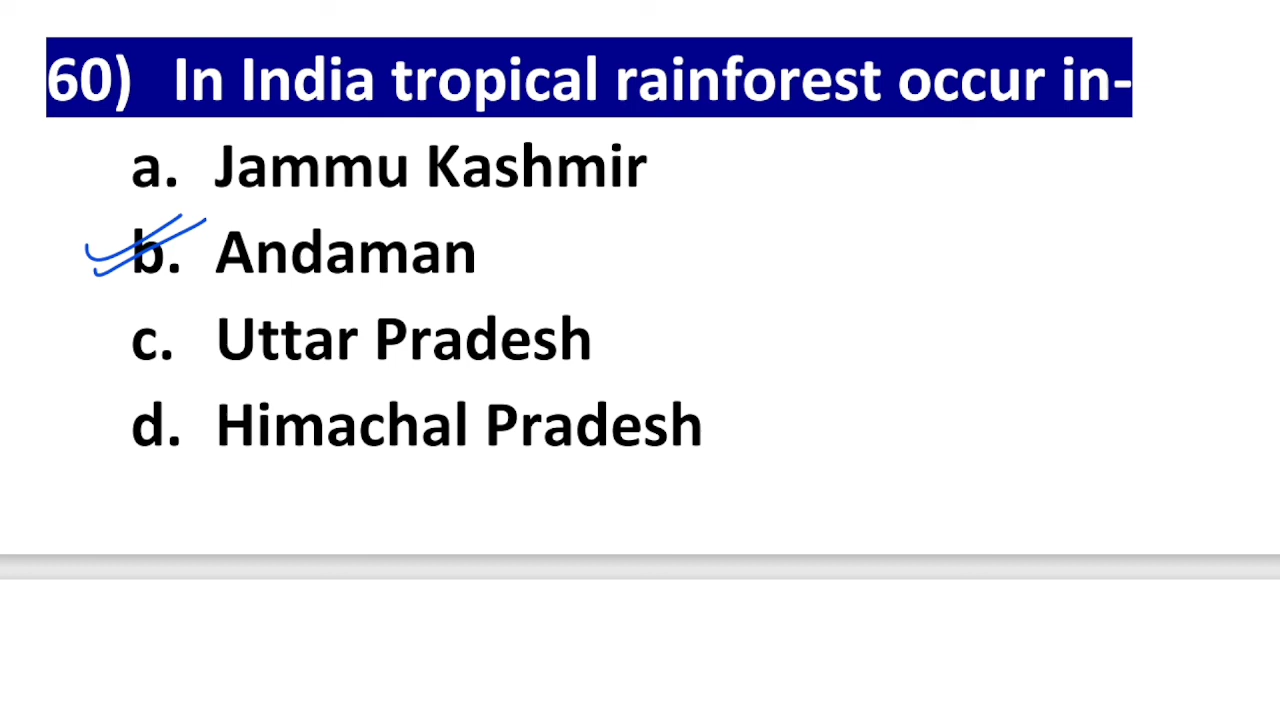 60) In India tropical rainforest occur in-
a. Jammu Kashmir
b. Andaman
c. Uttar Pradesh
d. Himachal Pradesh